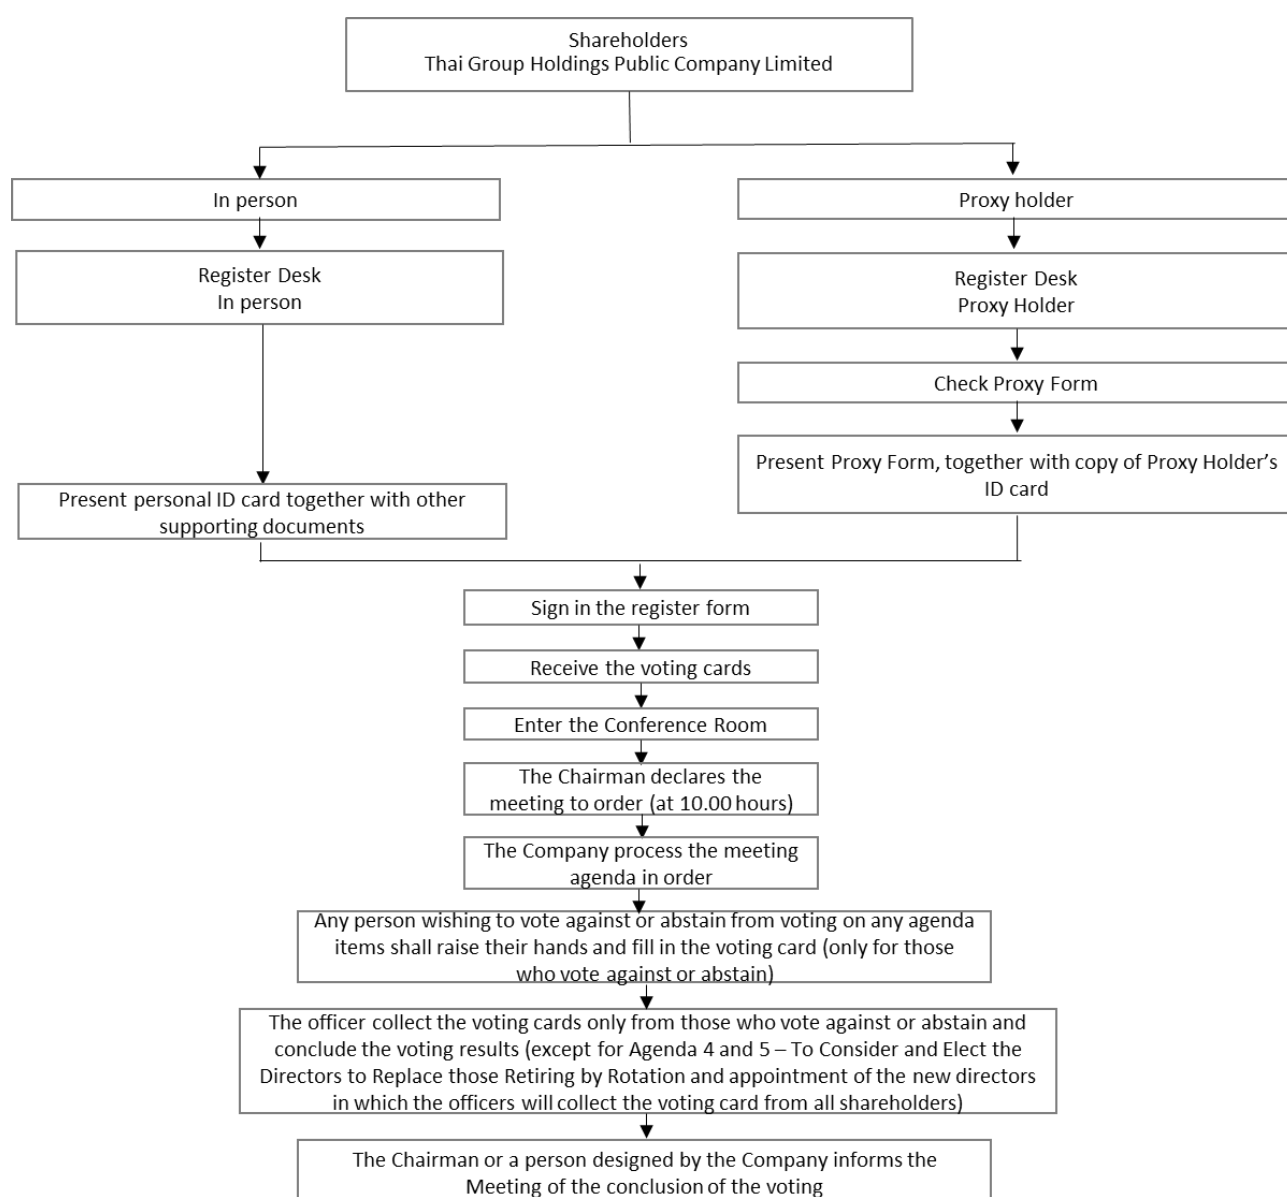 Shareholders
Thai Group Holdings Public Company Limited
In person
Proxy holder
Register Desk
In person
Register Desk
Proxy Holder
Check Proxy Form
Present Proxy Form, together with copy of Proxy Holder’s
ID card
Present personal ID card together with other
supporting documents
Sign in the register form
Receive the voting cards
Enter the Conference Room
The Chairman declares the
meeting to order (at 10.00 hours)
The Company process the meeting
agenda in order
Any person wishing to vote against or abstain from voting on any agenda
items shall raise their hands and fill in the voting card (only for those
who vote against or abstain)
The officer collect the voting cards only from those who vote against or abstain and
conclude the voting results (except for Agenda 4 and 5 – To Consider and Elect the
Directors to Replace those Retiring by Rotation and appointment of the new directors
in which the officers will collect the voting card from all shareholders)
The Chairman or a person designed by the Company informs the
Meeting of the conclusion of the voting